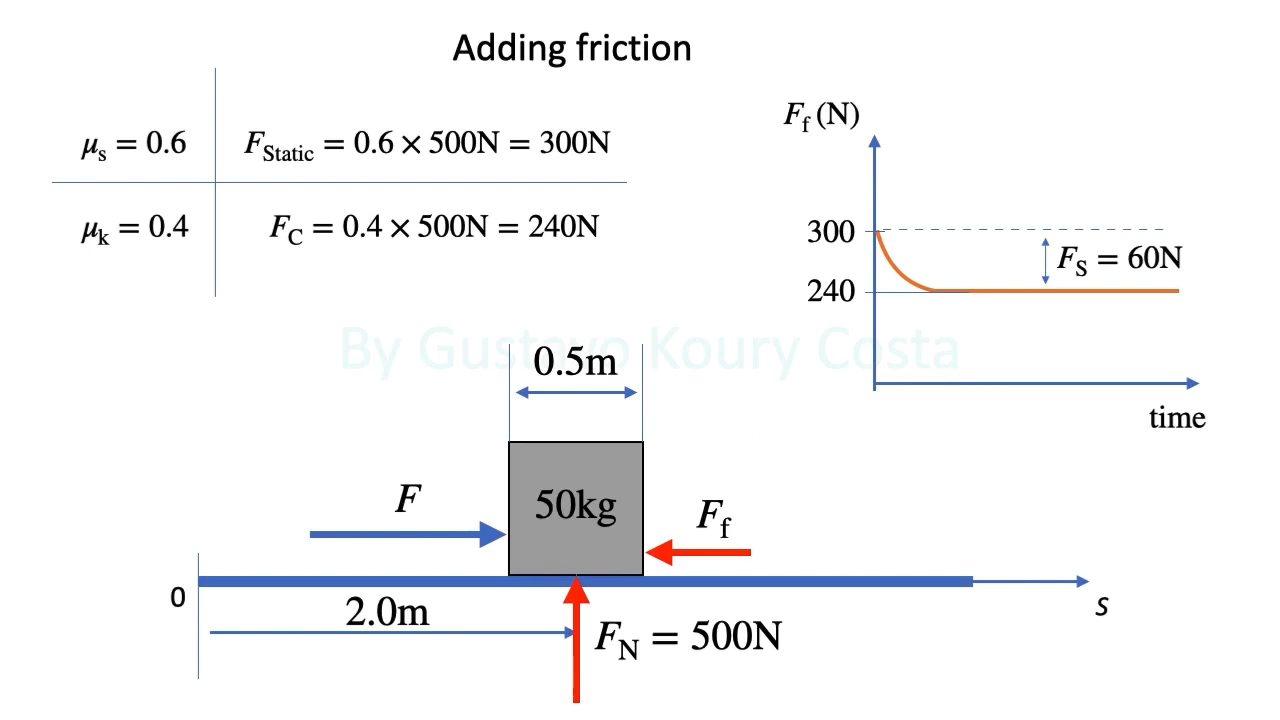 Adding friction
μs = 0.6
FStatic = 0.6 × 500N = 300N
μk = 0.4
FC = 0.4 × 500N = 240N
Ff (N)
300
FS = 60N
240
time
By Gustavo Koury Costa
0.5m
50kg
F
Ff
0
2.0m
FN = 500N
s